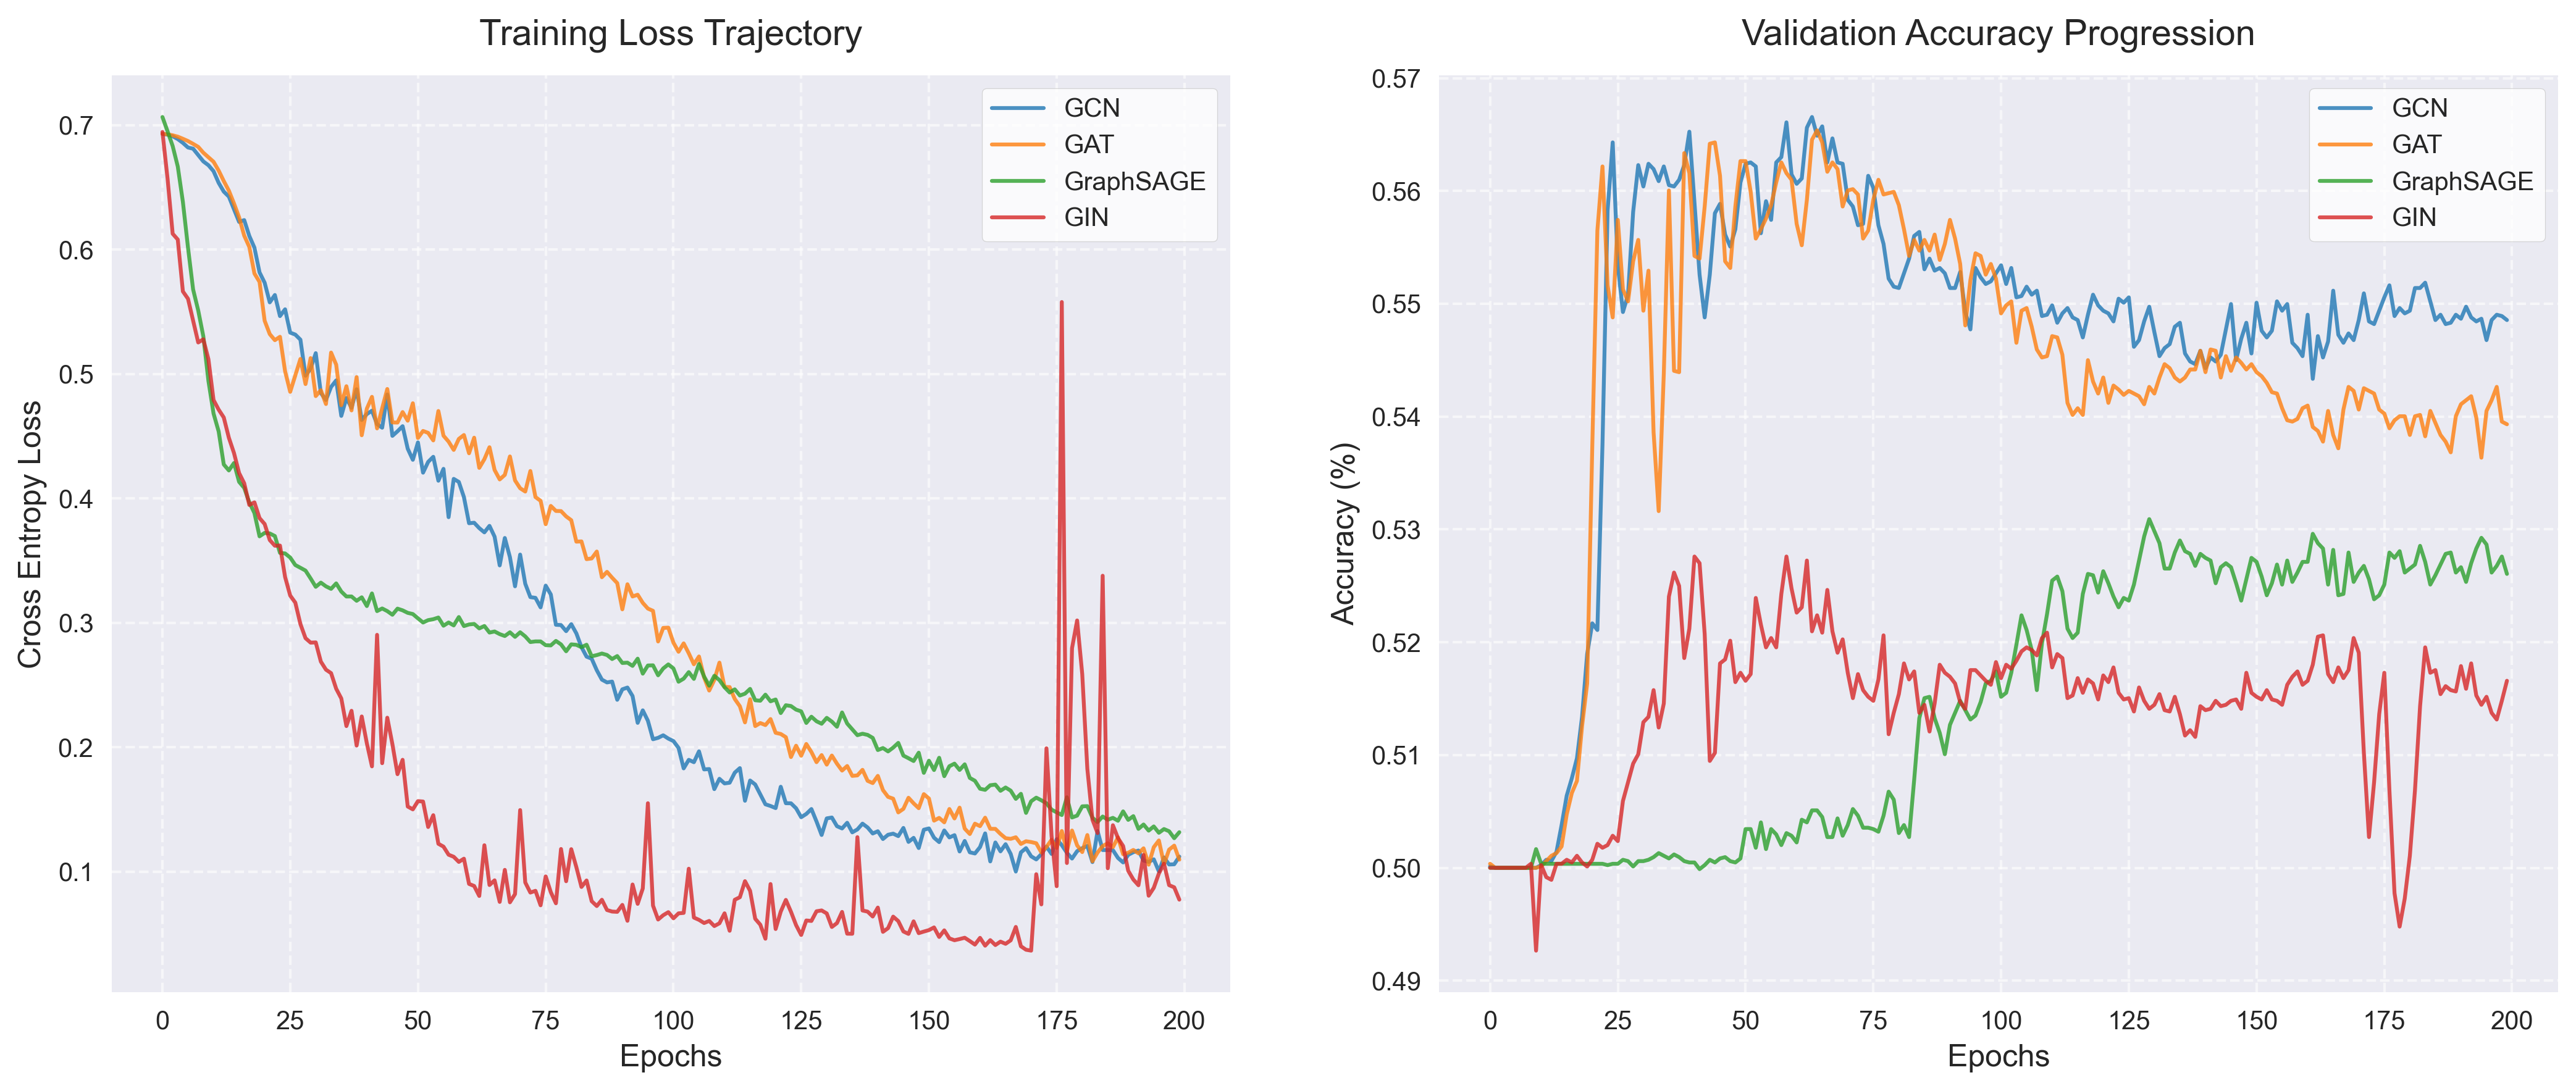 Training Loss Trajectory
Cross Entropy Loss
0.7
0.6
0.5
0.4
0.3
0.2
0.1
0 25 50 75 100 125 150 175 200
Epochs
GCN
GAT
GraphSAGE
GIN
Validation Accuracy Progression
Accuracy (%)
0.57
0.56
0.55
0.54
0.53
0.52
0.51
0.50
0.49
0 25 50 75 100 125 150 175 200
Epochs
GCN
GAT
GraphSAGE
GIN